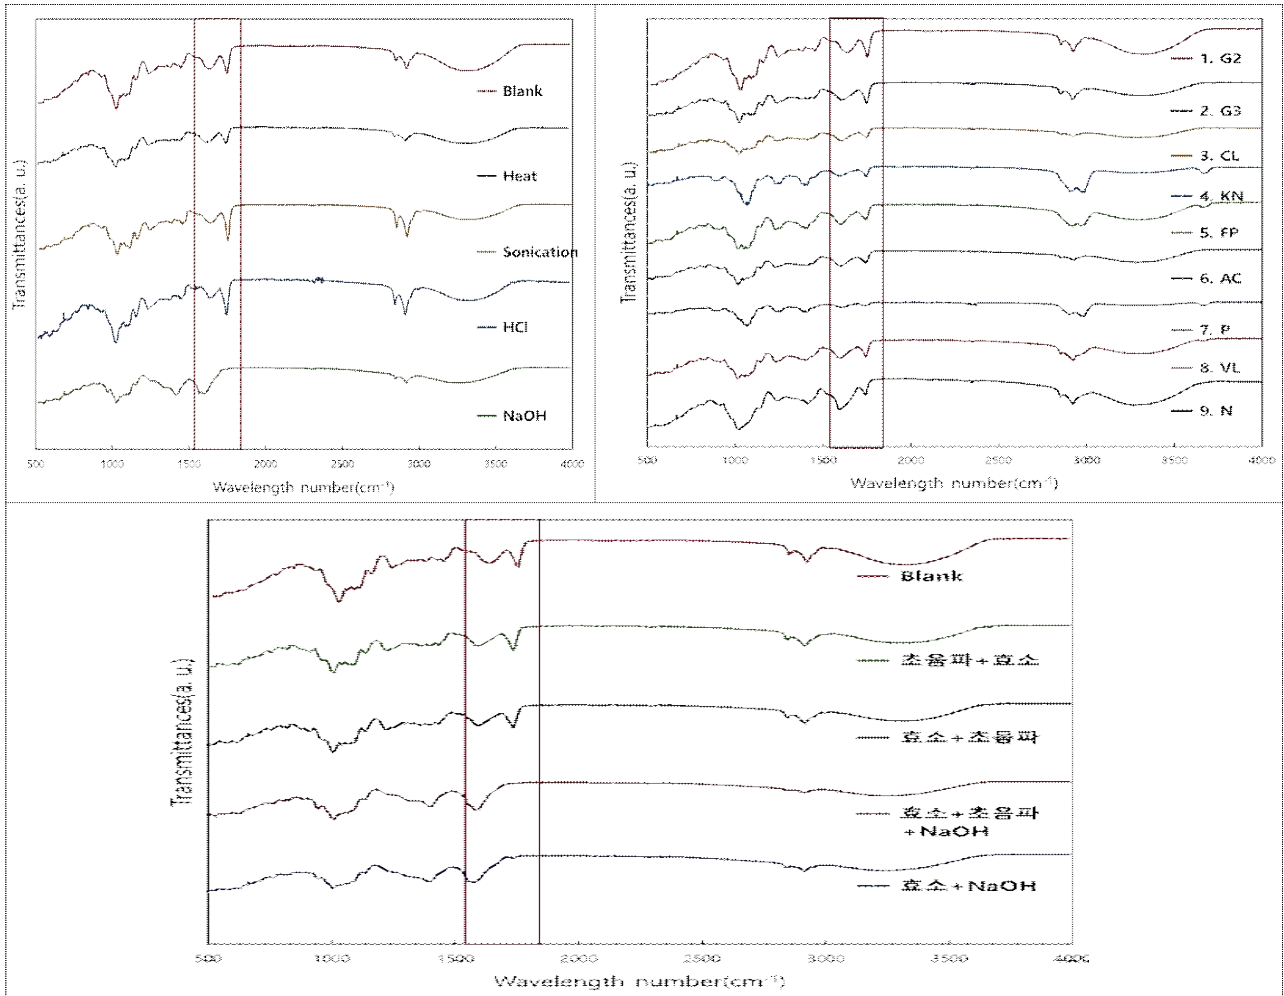 Transmittances(a. u.)
Blank
Heat
Sonication
HCl
NaOH
500 1000 1500 2000 2500 3000 3500 4000
Wavelength number(cm⁻¹)
Transmittances(a. u.)
1. G2
2. G3
3. CL
4. KN
5. FP
6. AC
7. P
8. VL
9. N
500 1000 1500 2000 2500 3000 3500 4000
Wavelength number(cm⁻¹)
Transmittances(a. u.)
Blank
초음파+효소
효소+초음파
효소+초음파
+NaOH
효소+NaOH
500 1000 1500 2000 2500 3000 3500 4000
Wavelength number(cm⁻¹)